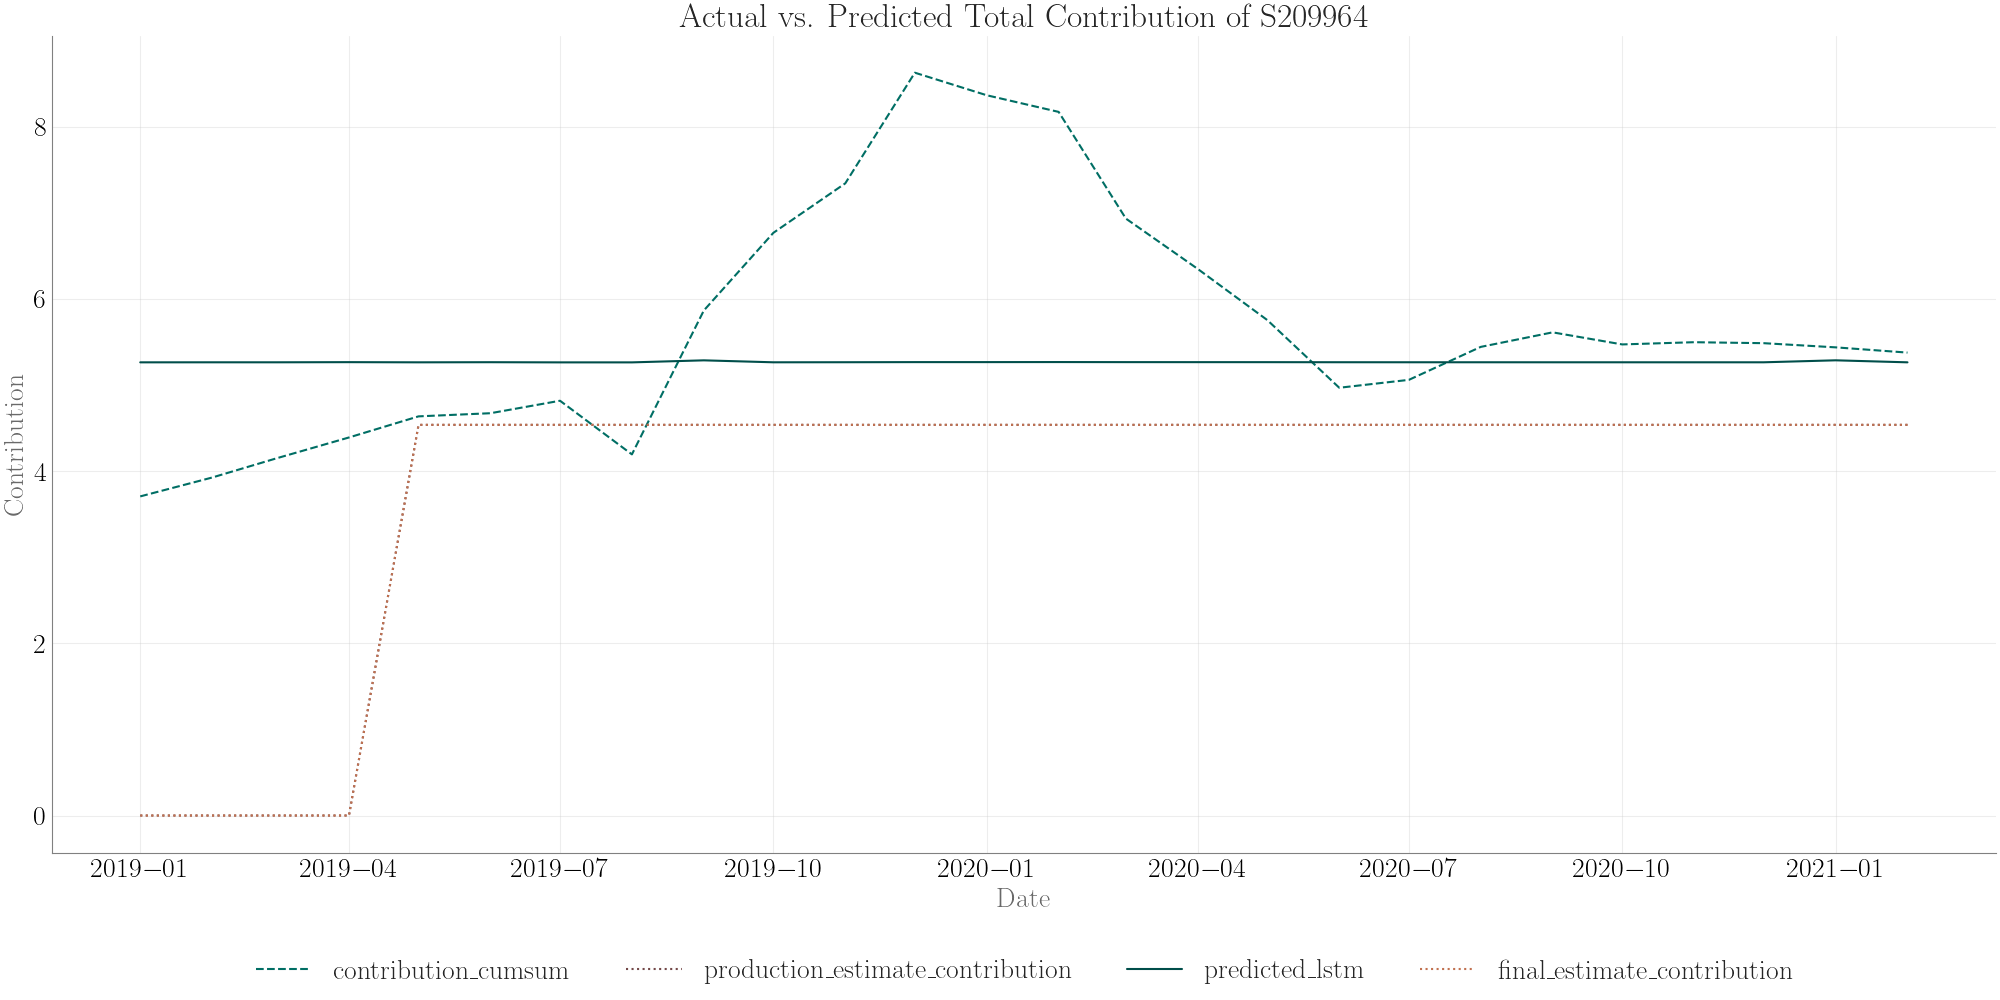 Actual vs. Predicted Total Contribution of S209964
Contribution
8
6
4
2
0
2019−01 2019−04 2019−07 2019−10 2020−01 2020−04 2020−07 2020−10 2021−01
Date
contribution_cumsum production_estimate_contribution predicted_lstm final_estimate_contribution